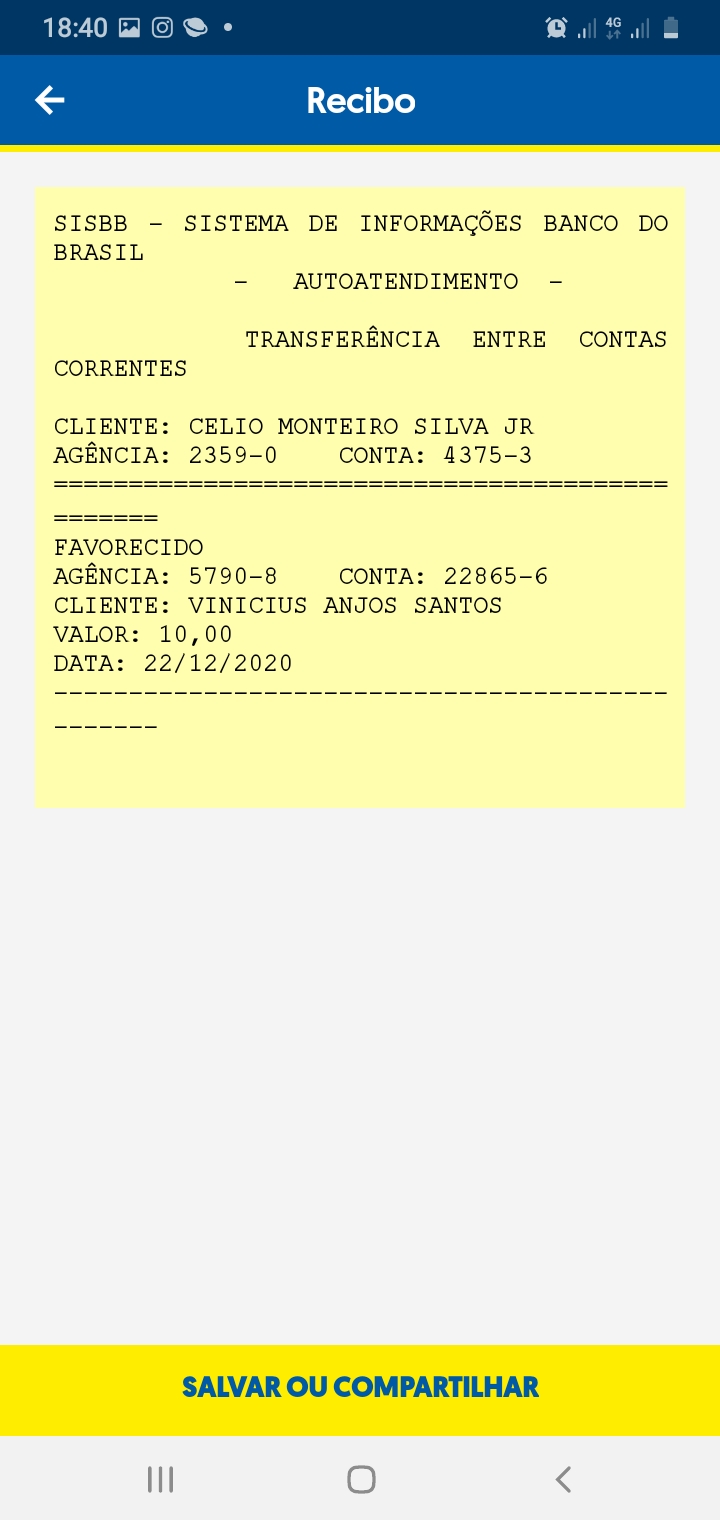 18:40
4G
Recibo
SISBB - SISTEMA DE INFORMAÇÕES BANCO DO
BRASIL
- AUTOATENDIMENTO -
TRANSFERÊNCIA ENTRE CONTAS
CORRENTES
CLIENTE: CELIO MONTEIRO SILVA JR
AGÊNCIA: 2359-0 CONTA: 4375-3
=========================================
=======
FAVORECIDO
AGÊNCIA: 5790-8 CONTA: 22865-6
CLIENTE: VINICIUS ANJOS SANTOS
VALOR: 10,00
DATA: 22/12/2020
-----------------------------------------
-------
SALVAR OU COMPARTILHAR